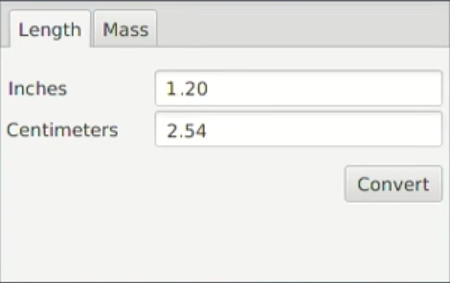 Length Mass
Inches 1.20
Centimeters 2.54
Convert